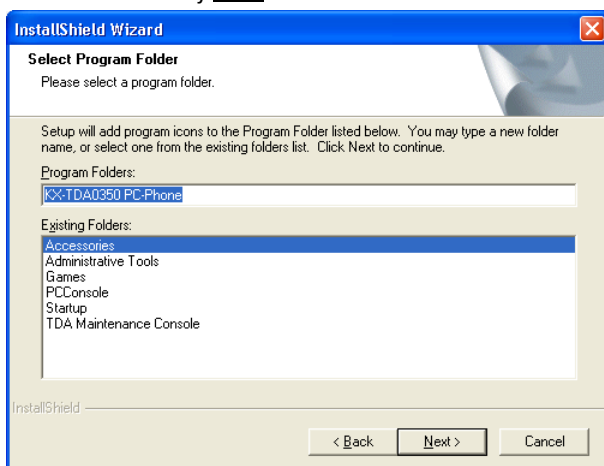 InstallShield Wizard
Select Program Folder
Please select a program folder.
Setup will add program icons to the Program Folder listed below. You may type a new folder
name, or select one from the existing folders list. Click Next to continue.
Program Folders:
KX-TDA0350 PC-Phone
Existing Folders:
Accessories
Administrative Tools
Games
PCConsole
Startup
TDA Maintenance Console
InstallShield
< Back Next > Cancel